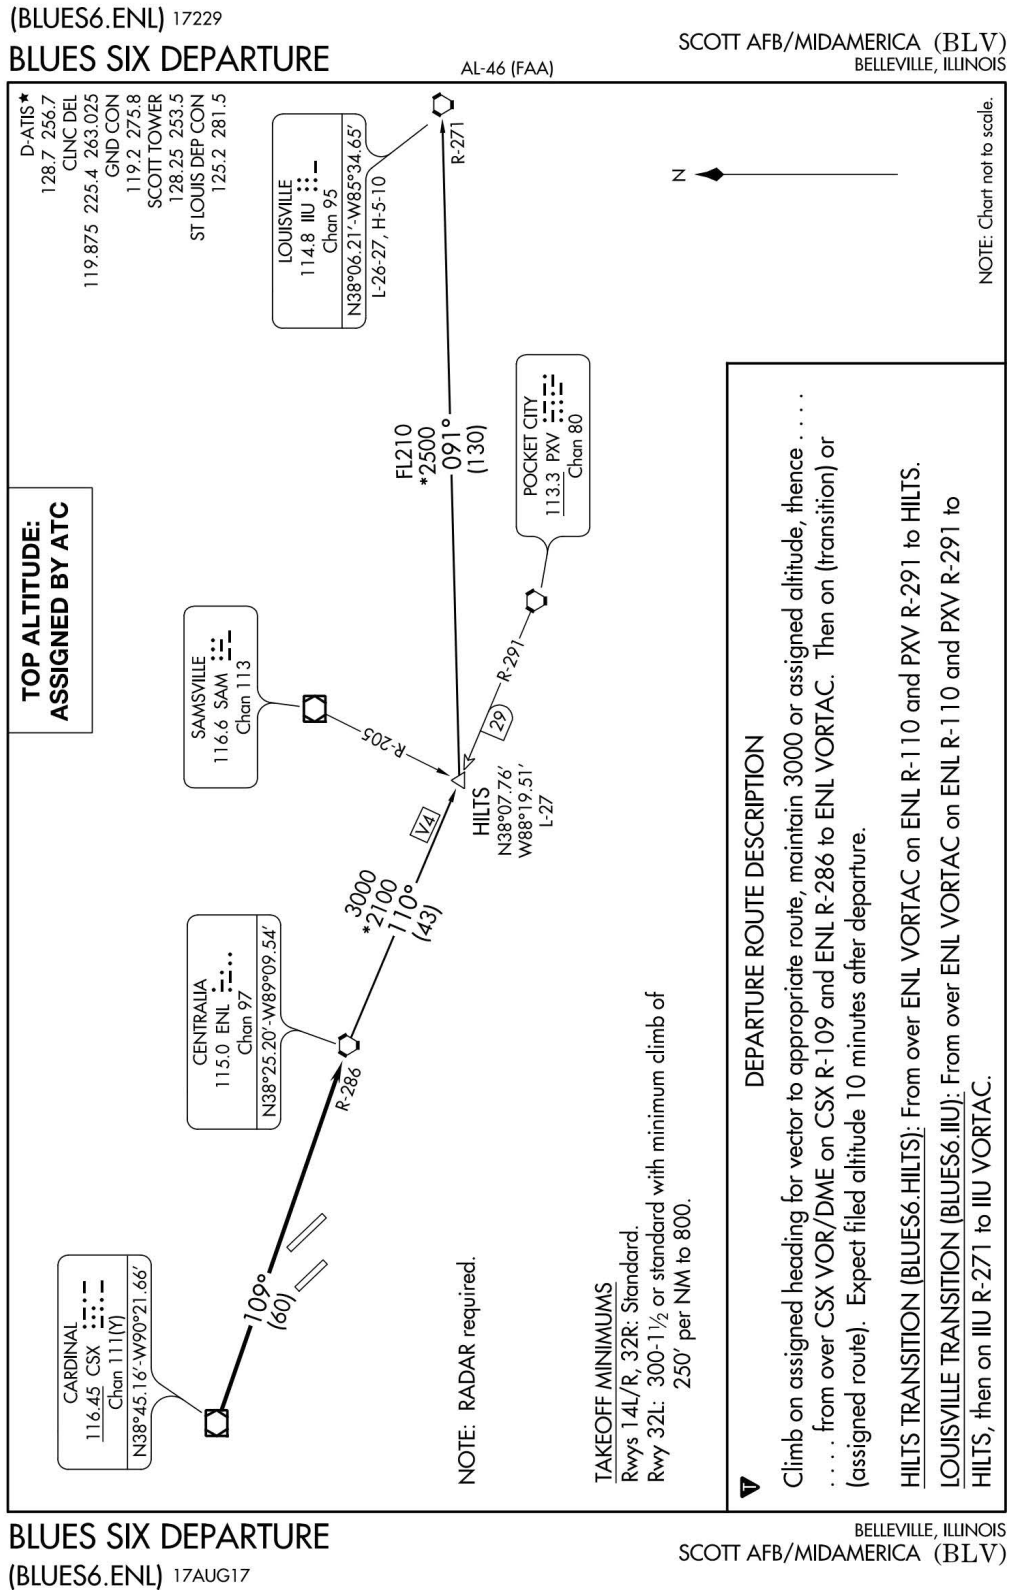 (BLUES6.ENL) 17229
BLUES SIX DEPARTURE
AL-46 (FAA)
SCOTT AFB/MIDAMERICA (BLV)
BELLEVILLE, ILLINOIS
D-ATIS★
128.7 256.7
CLNC DEL
119.875 225.4 263.025
GND CON
119.2 275.8
SCOTT TOWER
128.25 253.5
ST LOUIS DEP CON
125.2 281.5
TOP ALTITUDE:
ASSIGNED BY ATC
LOUISVILLE
114.8 IIU
Chan 95
N38°06.21′-W85°34.65′
L-26-27, H-5-10
R-271
N
NOTE: Chart not to scale.
FL210
*2500
091°
(130)
POCKET CITY
113.3 PXV
Chan 80
R-291
29
SAMSVILLE
116.6 SAM
Chan 113
R-205
HILTS
N38°07.76′
W88°19.51′
L-27
V4
3000
*2100
110°
(43)
CENTRALIA
115.0 ENL
Chan 97
N38°25.20′-W89°09.54′
R-286
CARDINAL
116.45 CSX
Chan 111(Y)
N38°45.16′-W90°21.66′
109°
(60)
NOTE: RADAR required.
TAKEOFF MINIMUMS
Rwys 14L/R, 32R: Standard.
Rwy 32L: 300-1½ or standard with minimum climb of
250′ per NM to 800.
T
DEPARTURE ROUTE DESCRIPTION
Climb on assigned heading for vector to appropriate route, maintain 3000 or assigned altitude, thence . . . .
. . . . from over CSX VOR/DME on CSX R-109 and ENL R-286 to ENL VORTAC. Then on (transition) or
(assigned route). Expect filed altitude 10 minutes after departure.
HILTS TRANSITION (BLUES6.HILTS): From over ENL VORTAC on ENL R-110 and PXV R-291 to HILTS.
LOUISVILLE TRANSITION (BLUES6.IIU): From over ENL VORTAC on ENL R-110 and PXV R-291 to
HILTS, then on IIU R-271 to IIU VORTAC.
BLUES SIX DEPARTURE
(BLUES6.ENL) 17AUG17
BELLEVILLE, ILLINOIS
SCOTT AFB/MIDAMERICA (BLV)